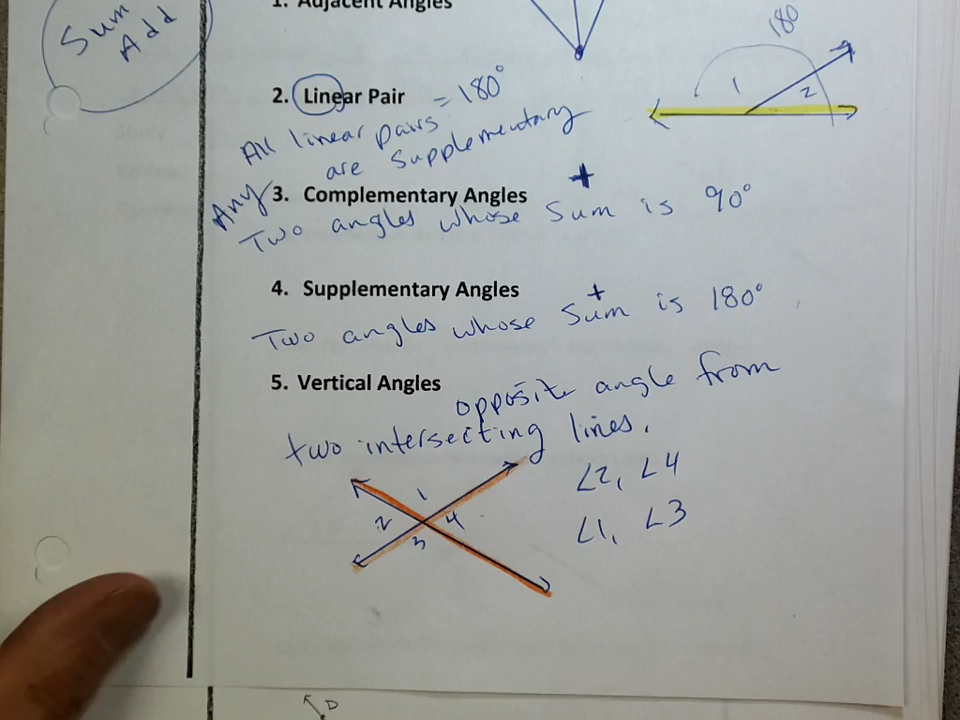 1. Adjacent Angles
Sum
Add
180
2. Linear Pair = 180°
1 2
All linear pairs
are Supplementary
3. Complementary Angles +
Any Two angles whose Sum is 90°
4. Supplementary Angles +
Two angles whose Sum is 180°
5. Vertical Angles opposite angle from
two intersecting lines.
∠2, ∠4
∠1, ∠3
1
2 4
3
D